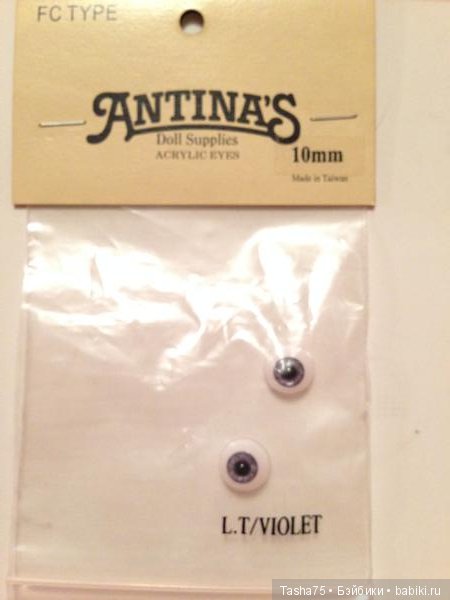 FC TYPE
ANTINA'S
Doll Supplies
ACRYLIC EYES
10mm
Made in Taiwan
L.T/VIOLET
Tasha75 • Бэйбики • babiki.ru